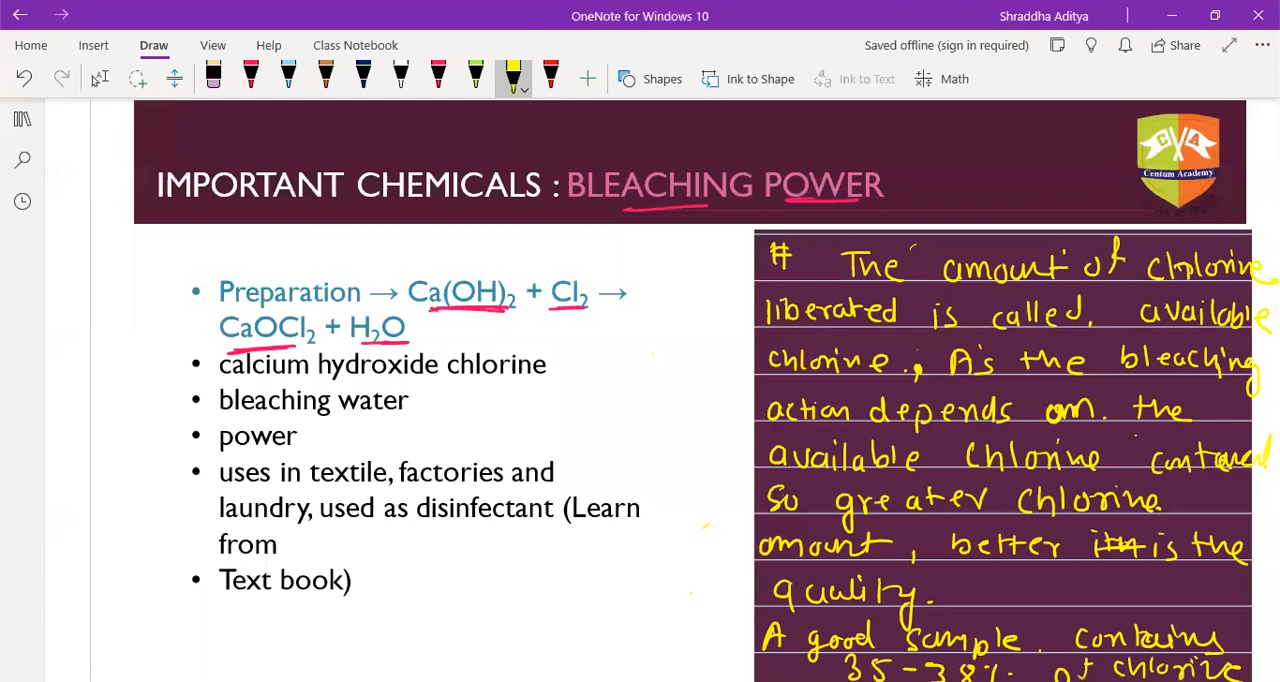 OneNote for Windows 10
Shraddha Aditya
Home Insert Draw View Help Class Notebook
Saved offline (sign in required) Share
Shapes Ink to Shape Ink to Text Math
IMPORTANT CHEMICALS : BLEACHING POWER
CA
Centum Academy
• Preparation → Ca(OH)₂ + Cl₂ →
CaOCl₂ + H₂O
• calcium hydroxide chlorine
• bleaching water
• power
• uses in textile, factories and
laundry, used as disinfectant (Learn
from
• Text book)
# The amount of chlorine
liberated is called. available
chlorine., As the bleaching
action depends on. the
available chlorine
So greater chlorine.
amount, better is the
quality.
A good sample. contains
35-38% of chlorine